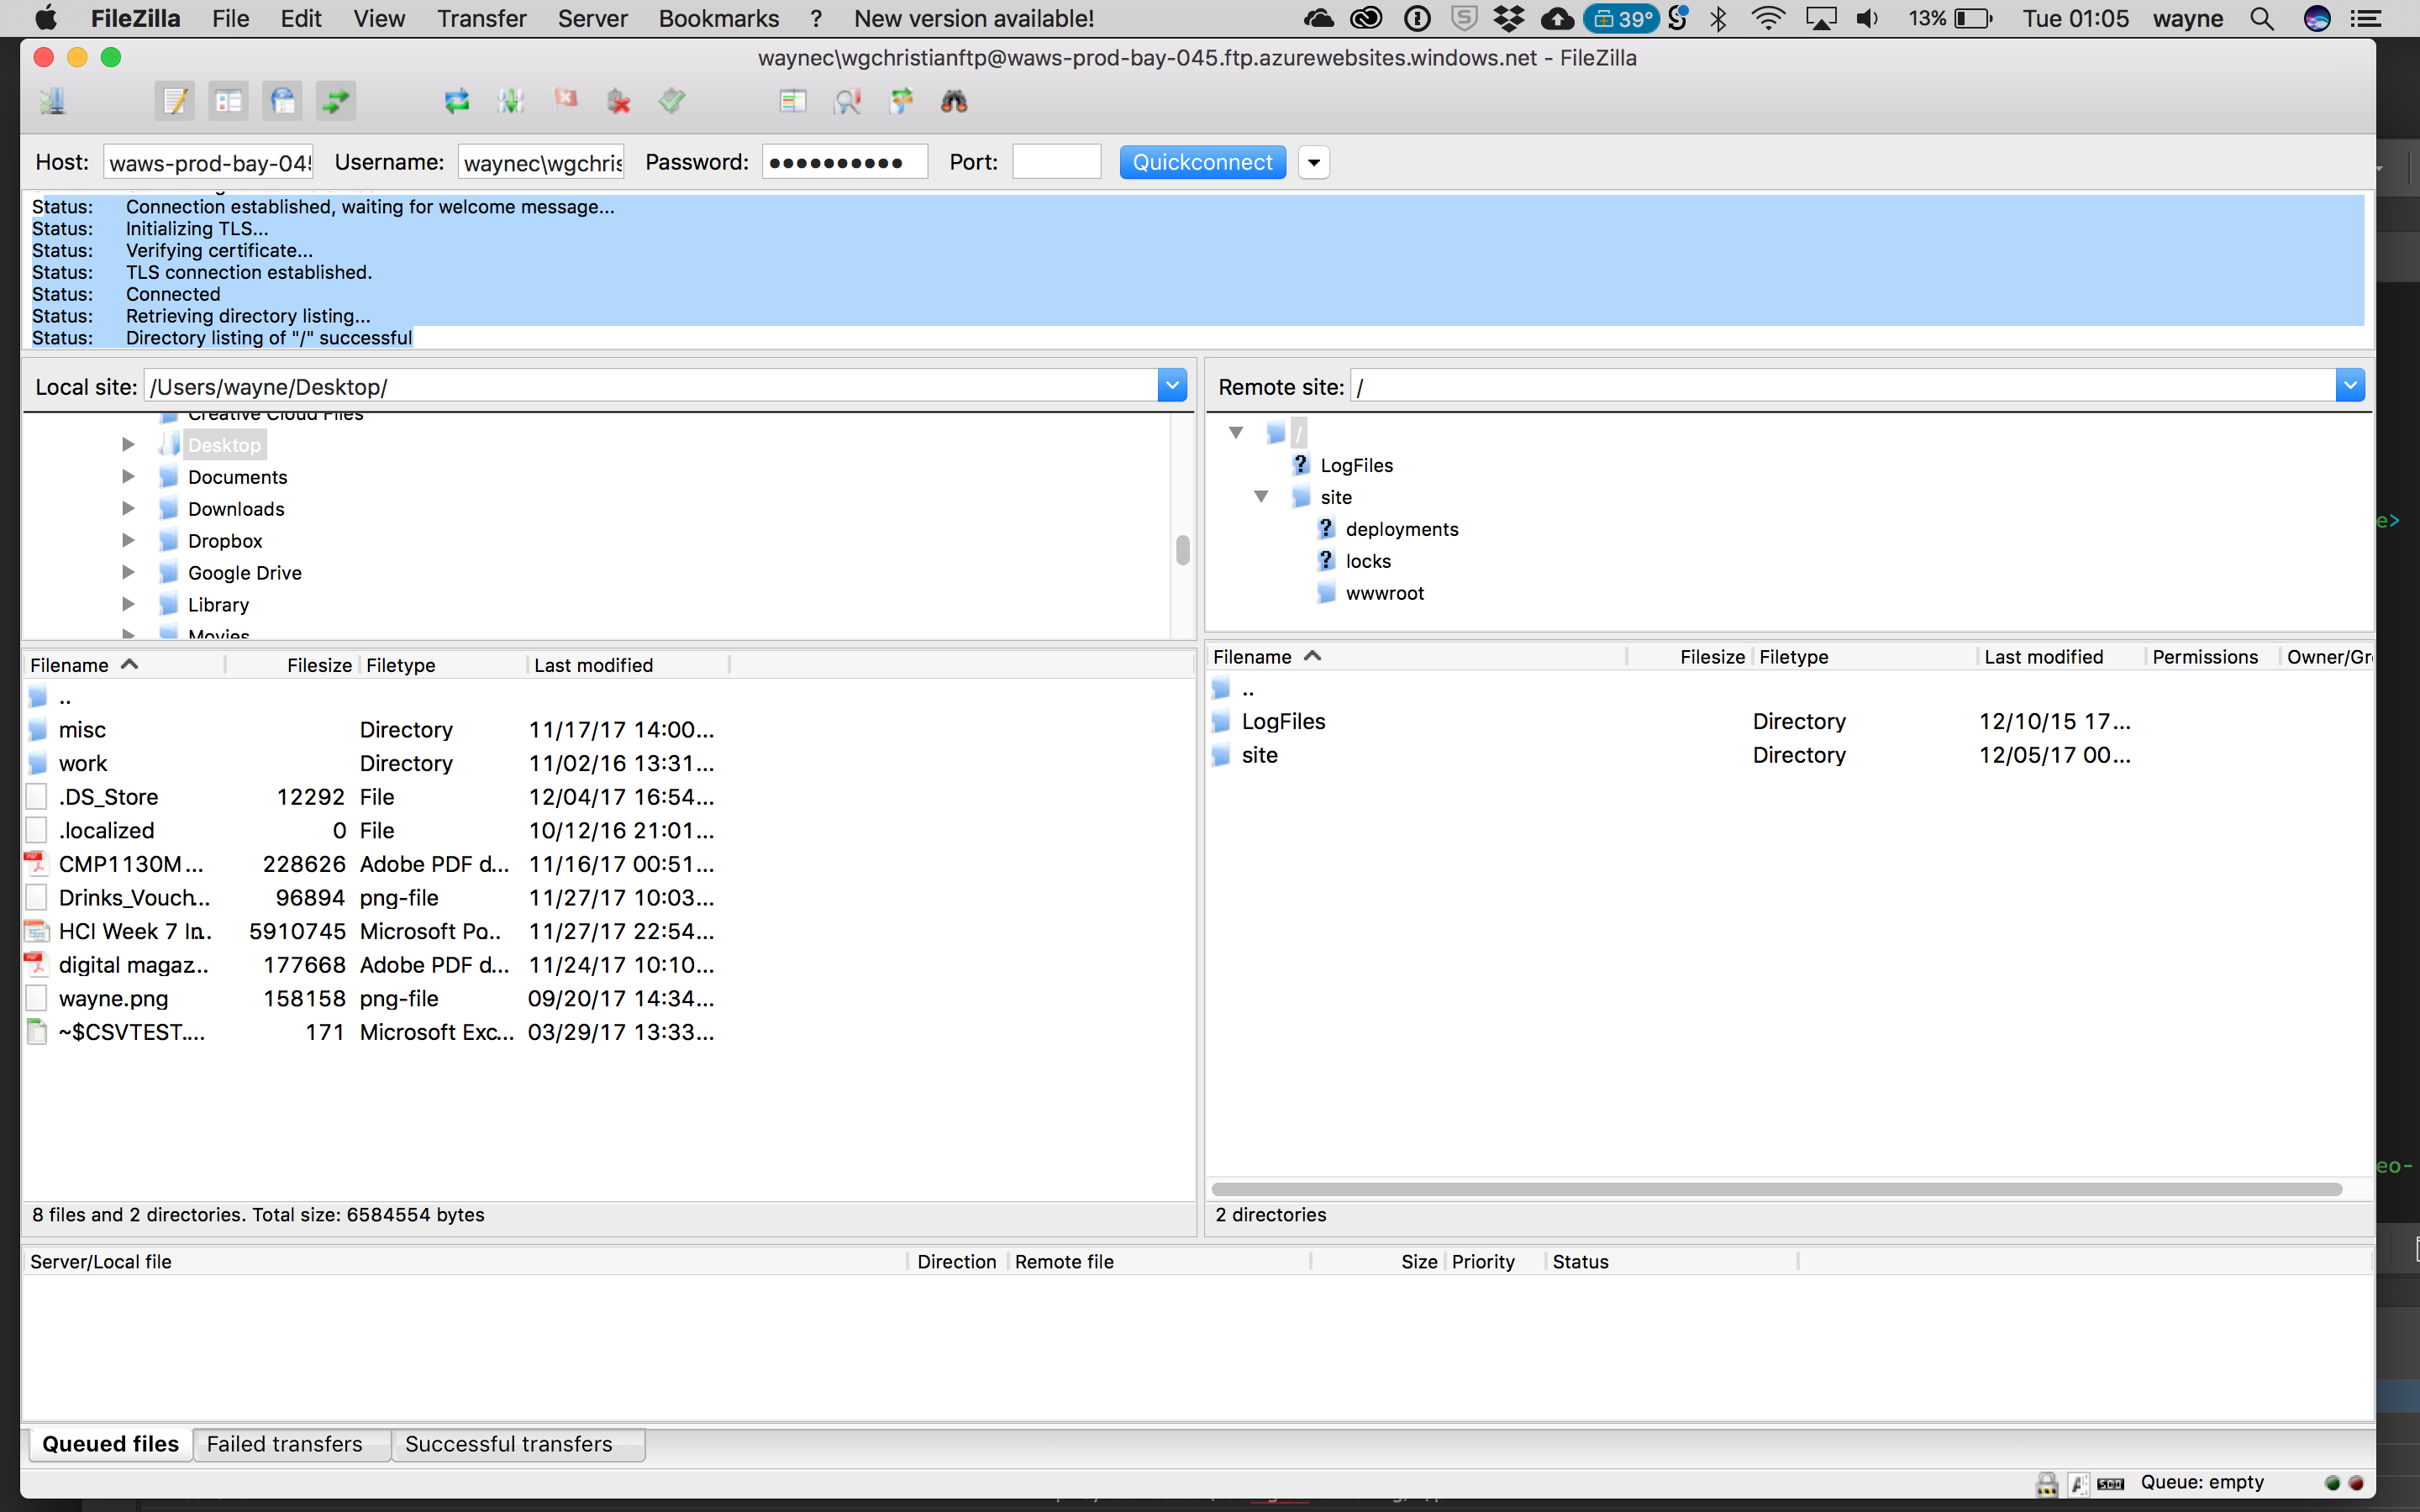 FileZilla File Edit View Transfer Server Bookmarks ? New version available! 39° 13% Tue 01:05 wayne
waynec\wgchristianftp@waws-prod-bay-045.ftp.azurewebsites.windows.net - FileZilla
Host: waws-prod-bay-045 Username: waynec\wgchris Password: ●●●●●●●●●● Port: Quickconnect
Status: Connection established, waiting for welcome message...
Status: Initializing TLS...
Status: Verifying certificate...
Status: TLS connection established.
Status: Connected
Status: Retrieving directory listing...
Status: Directory listing of "/" successful
Local site: /Users/wayne/Desktop/
Creative Cloud Files
Desktop
Documents
Downloads
Dropbox
Google Drive
Library
Movies
Remote site: /
/
? LogFiles
site
? deployments
? locks
wwwroot
Filename Filesize Filetype Last modified
..
misc Directory 11/17/17 14:00...
work Directory 11/02/16 13:31...
.DS_Store 12292 File 12/04/17 16:54...
.localized 0 File 10/12/16 21:01...
CMP1130M... 228626 Adobe PDF d... 11/16/17 00:51...
Drinks_Vouch... 96894 png-file 11/27/17 10:03...
HCI Week 7 In.. 5910745 Microsoft Po.. 11/27/17 22:54...
digital magaz... 177668 Adobe PDF d... 11/24/17 10:10...
wayne.png 158158 png-file 09/20/17 14:34...
~$CSVTEST.... 171 Microsoft Exc... 03/29/17 13:33...
8 files and 2 directories. Total size: 6584554 bytes
Filename Filesize Filetype Last modified Permissions Owner/Gr
..
LogFiles Directory 12/10/15 17...
site Directory 12/05/17 00...
2 directories
e>
eo-
Server/Local file Direction Remote file Size Priority Status
Queued files Failed transfers Successful transfers
Queue: empty